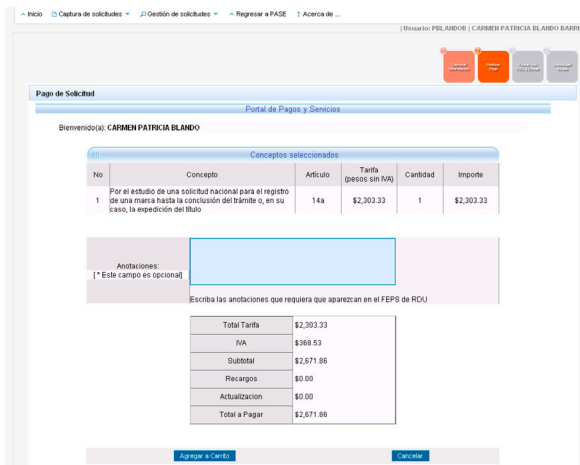 Inicio Captura de solicitudes Gestión de solicitudes Regresar a PASE Acerca de ...
| Usuario: PBLANDOB | CARMEN PATRICIA BLANDO BARRI
Pago de Solicitud
Portal de Pagos y Servicios
Bienvenido(a): CARMEN PATRICIA BLANDO
Conceptos seleccionados
No Concepto Artículo Tarifa (pesos sin IVA) Cantidad Importe
1 Por el estudio de una solicitud nacional para el registro de una marca hasta la conclusión del trámite o, en su caso, la expedición del título 14a $2,303.33 1 $2,303.33
Anotaciones:
[ * Este campo es opcional]
Escriba las anotaciones que requiera que aparezcan en el FEPS de RDU
Total Tarifa $2,303.33
IVA $368.53
Subtotal $2,671.86
Recargos $0.00
Actualizacion $0.00
Total a Pagar $2,671.86
Agregar a Carrito Cancelar